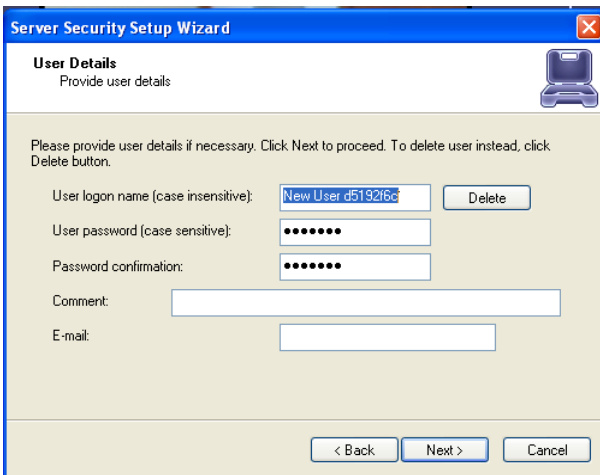 Server Security Setup Wizard
User Details
Provide user details
Please provide user details if necessary. Click Next to proceed. To delete user instead, click
Delete button.
User logon name (case insensitive): New User d5192f6c Delete
User password (case sensitive): •••••••
Password confirmation: •••••••
Comment:
E-mail:
< Back Next > Cancel